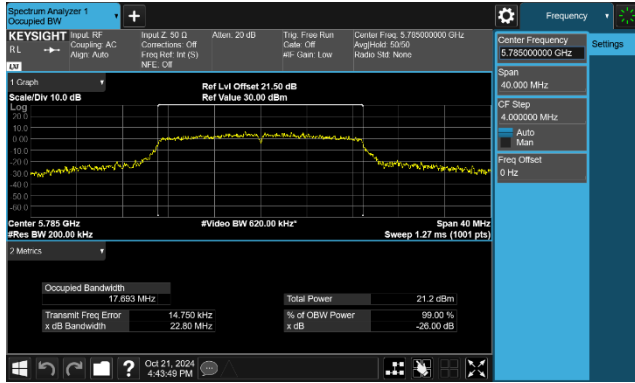 Spectrum Analyzer 1
Occupied BW
Frequency
KEYSIGHT
R L
LXI
Input: RF
Coupling: AC
Align: Auto
Input Z: 50 Ω
Corrections: Off
Freq Ref: Int (S)
NFE: Off
Atten: 20 dB
Trig: Free Run
Gate: Off
#IF Gain: Low
Center Freq: 5.785000000 GHz
Avg|Hold: 50/50
Radio Std: None
Center Frequency
5.785000000 GHz
Settings
Span
40.000 MHz
CF Step
4.000000 MHz
Auto
Man
Freq Offset
0 Hz
1 Graph
Scale/Div 10.0 dB
Ref Lvl Offset 21.50 dB
Ref Value 30.00 dBm
Log
20.0
10.0
0.00
-10.0
-20.0
-30.0
-40.0
-50.0
-60.0
Center 5.785 GHz
#Video BW 620.00 kHz*
Span 40 MHz
#Res BW 200.00 kHz
Sweep 1.27 ms (1001 pts)
2 Metrics
Occupied Bandwidth
17.693 MHz
Total Power 21.2 dBm
Transmit Freq Error 14.750 kHz
% of OBW Power 99.00 %
x dB Bandwidth 22.80 MHz
x dB -26.00 dB
?
Oct 21, 2024
4:43:49 PM